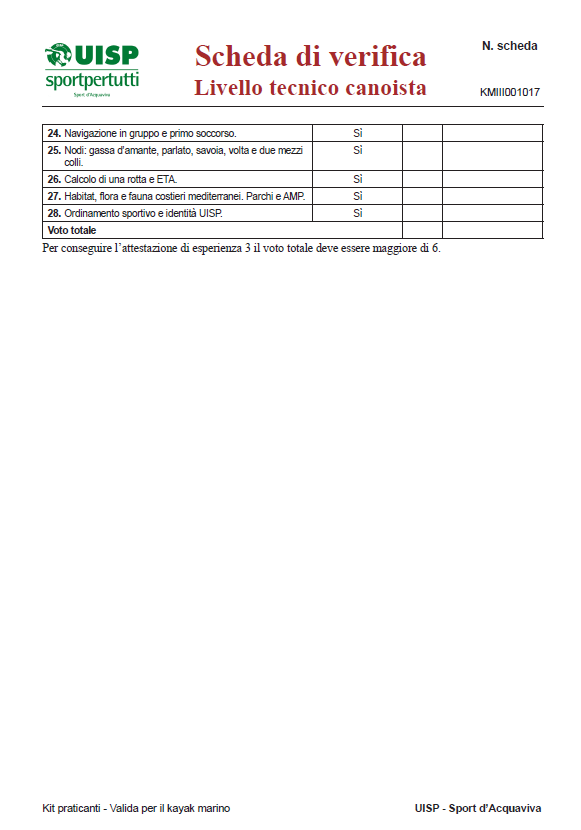 UISP
sportpertutti
Sport d'Acquaviva
Scheda di verifica
Livello tecnico canoista
N. scheda
KMIII001017
24. Navigazione in gruppo e primo soccorso. Sì
25. Nodi: gassa d'amante, parlato, savoia, volta e due mezzi Sì
colli.
26. Calcolo di una rotta e ETA. Sì
27. Habitat, flora e fauna costieri mediterranei. Parchi e AMP. Sì
28. Ordinamento sportivo e identità UISP. Sì
Voto totale
Per conseguire l'attestazione di esperienza 3 il voto totale deve essere maggiore di 6.
Kit praticanti - Valida per il kayak marino
UISP - Sport d'Acquaviva